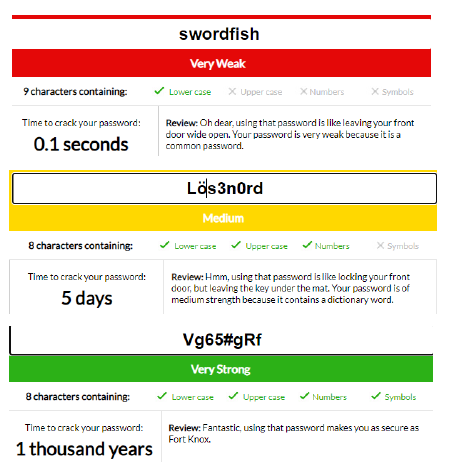 swordfish
Very Weak
9 characters containing: Lower case Upper case Numbers Symbols
Time to crack your password:
0.1 seconds
Review: Oh dear, using that password is like leaving your front
door wide open. Your password is very weak because it is a
common password.
Lös3n0rd
Medium
8 characters containing: Lower case Upper case Numbers Symbols
Time to crack your password:
5 days
Review: Hmm, using that password is like locking your front
door, but leaving the key under the mat. Your password is of
medium strength because it contains a dictionary word.
Vg65#gRf
Very Strong
8 characters containing: Lower case Upper case Numbers Symbols
Time to crack your password:
1 thousand years
Review: Fantastic, using that password makes you as secure as
Fort Knox.